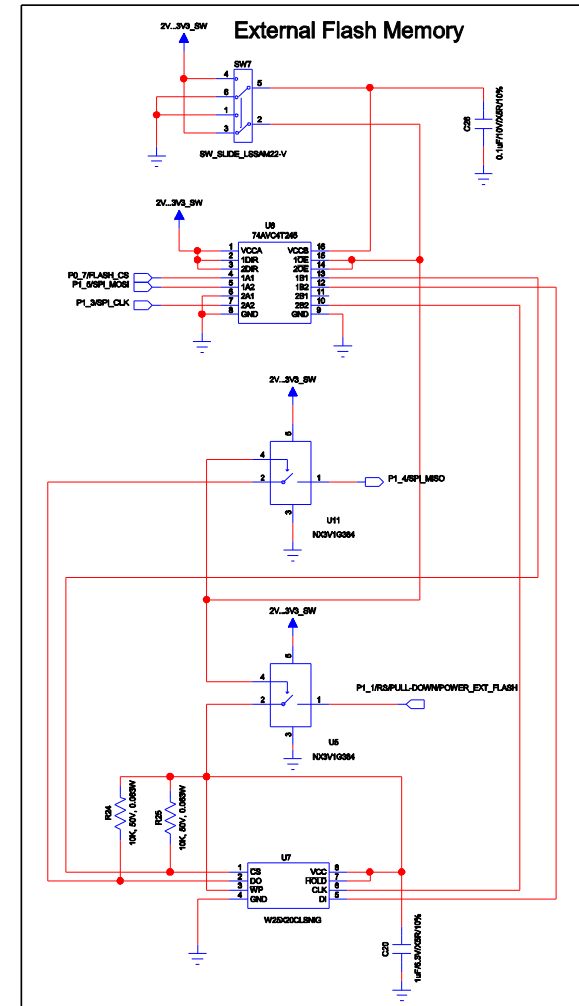 External Flash Memory
2V...3V3_SW
SW7
4
5
6
1
2
3
SW_SLIDE_LSSAM22-V
C26
0.1uF/10V/X5R/10%
2V...3V3_SW
U6
74AVC4T245
1 VCCA VCCB 16
2 1DIR 1OE 15
3 2DIR 2OE 14
P0_7/FLASH_CS 4 1A1 1B1 13
P1_6/SPI_MOSI 5 1A2 1B2 12
6 2A1 2B1 11
P1_3/SPI_CLK 7 2A2 2B2 10
8 GND GND 9
2V...3V3_SW
5
4
2 1 P1_4/SPI_MISO
3
U11
NX3V1G384
2V...3V3_SW
5
4
2 1 P1_1/RS/PULL-DOWN/POWER_EXT_FLASH
3
U5
NX3V1G384
R24
10K, 50V, 0.063W
R25
10K, 50V, 0.063W
U7
1 CS VCC 8
2 DO HOLD 7
3 WP CLK 6
4 GND DI 5
W25X20CLSNIG
C20
1uF/6.3V/X5R/10%